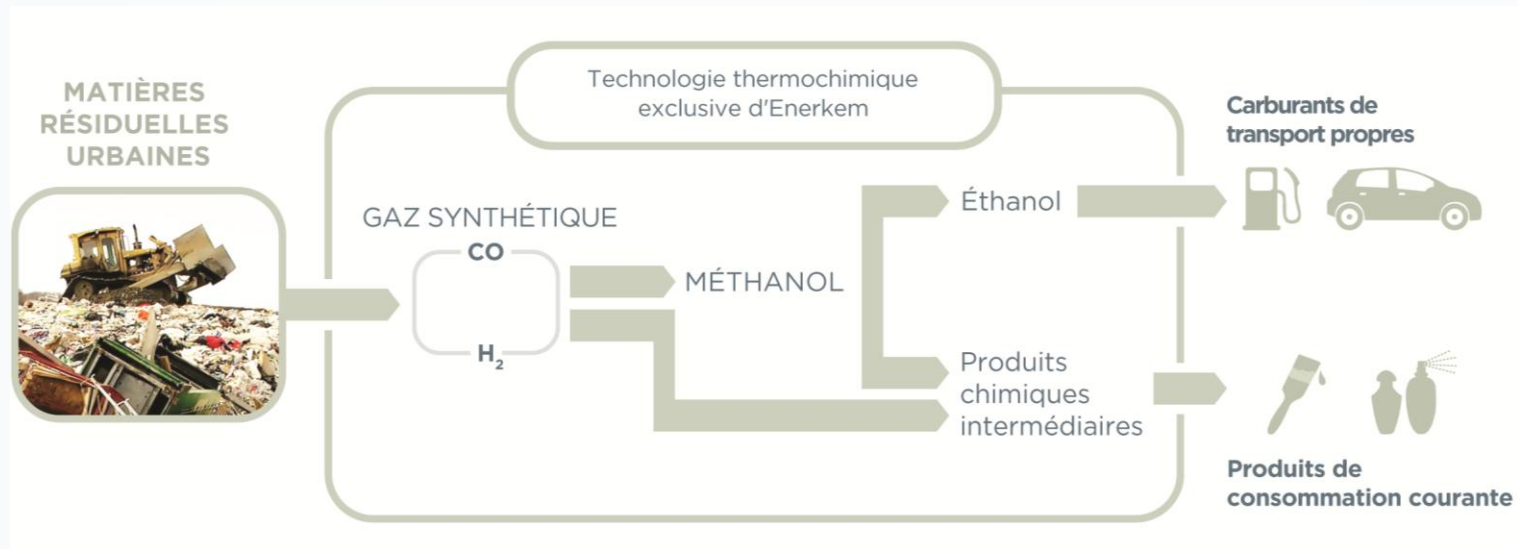 MATIÈRES
RÉSIDUELLES
URBAINES
Technologie thermochimique
exclusive d'Enerkem
GAZ SYNTHÉTIQUE
CO
H₂
MÉTHANOL
Éthanol
Produits
chimiques
intermédiaires
Carburants de
transport propres
Produits de
consommation courante